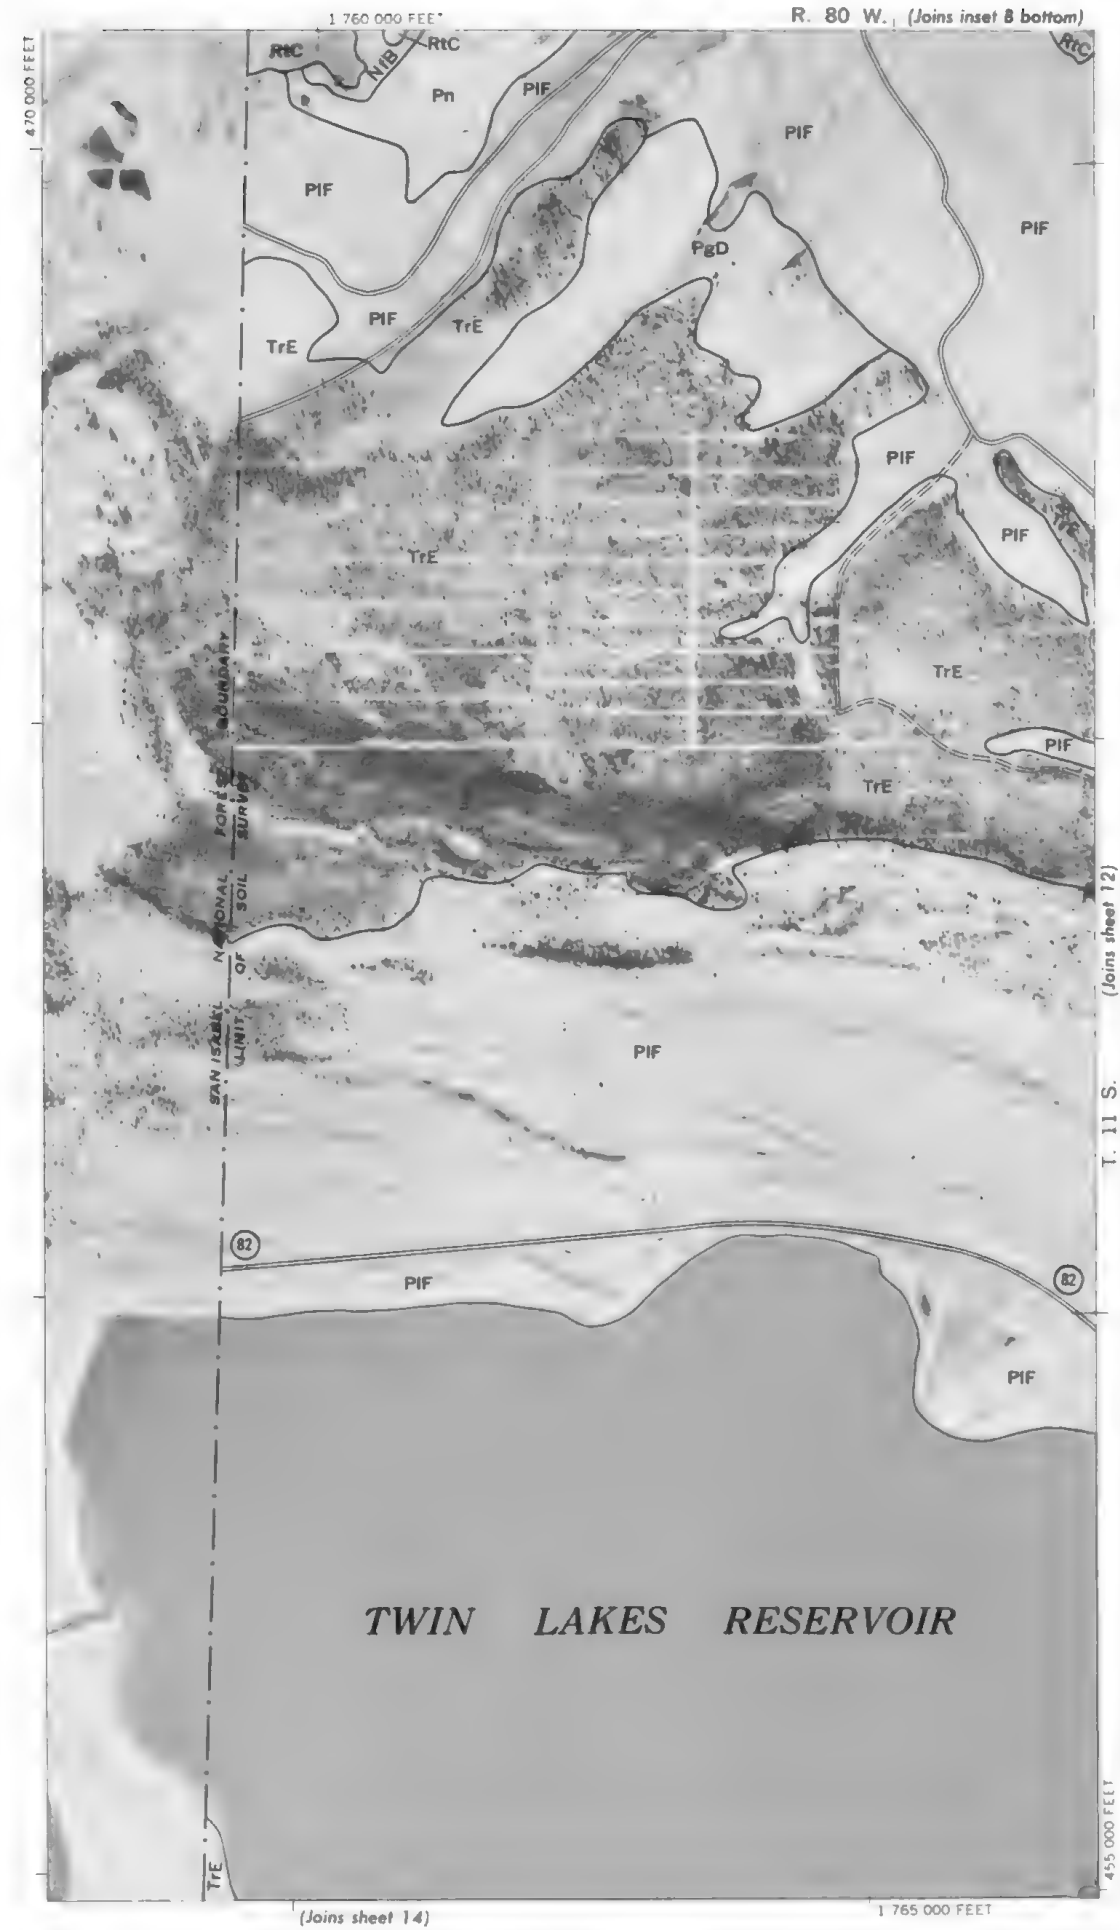 1 760 000 FEET
R. 80 W. (Joins inset B bottom)
470 000 FEET
RtC
RtC
NfB
RtC
Pn
PlF
PlF
PlF
PlF
PgD
PlF
TrE
TrE
PlF
TrE
PlF
TrE
TrE
PlF
TrE
SAN ISABEL NATIONAL FOREST BOUNDARY
LIMIT OF SOIL SURVEY
(Joins sheet 12)
T. 11 S.
PlF
82
82
PlF
PlF
TWIN LAKES RESERVOIR
TrE
455 000 FEET
(Joins sheet 14)
1 765 000 FEET